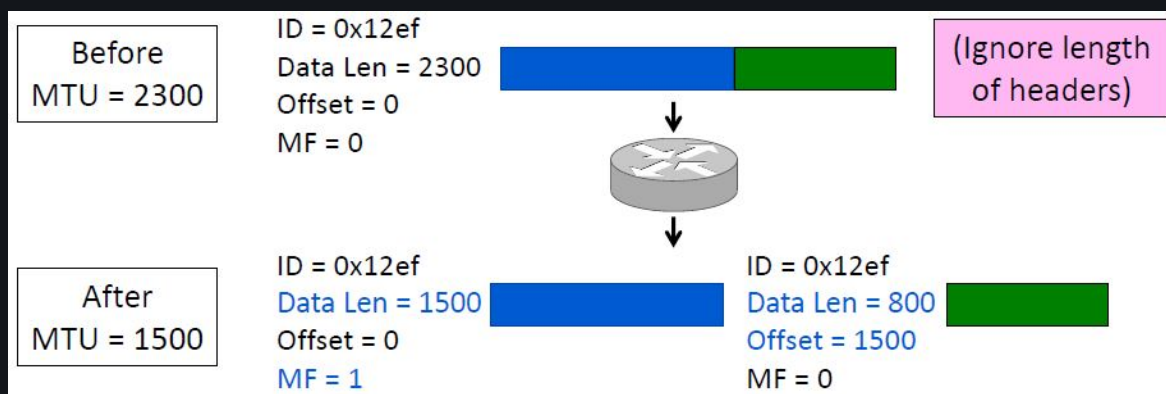 Before
MTU = 2300
ID = 0x12ef
Data Len = 2300
Offset = 0
MF = 0
(Ignore length
of headers)
After
MTU = 1500
ID = 0x12ef
Data Len = 1500
Offset = 0
MF = 1
ID = 0x12ef
Data Len = 800
Offset = 1500
MF = 0